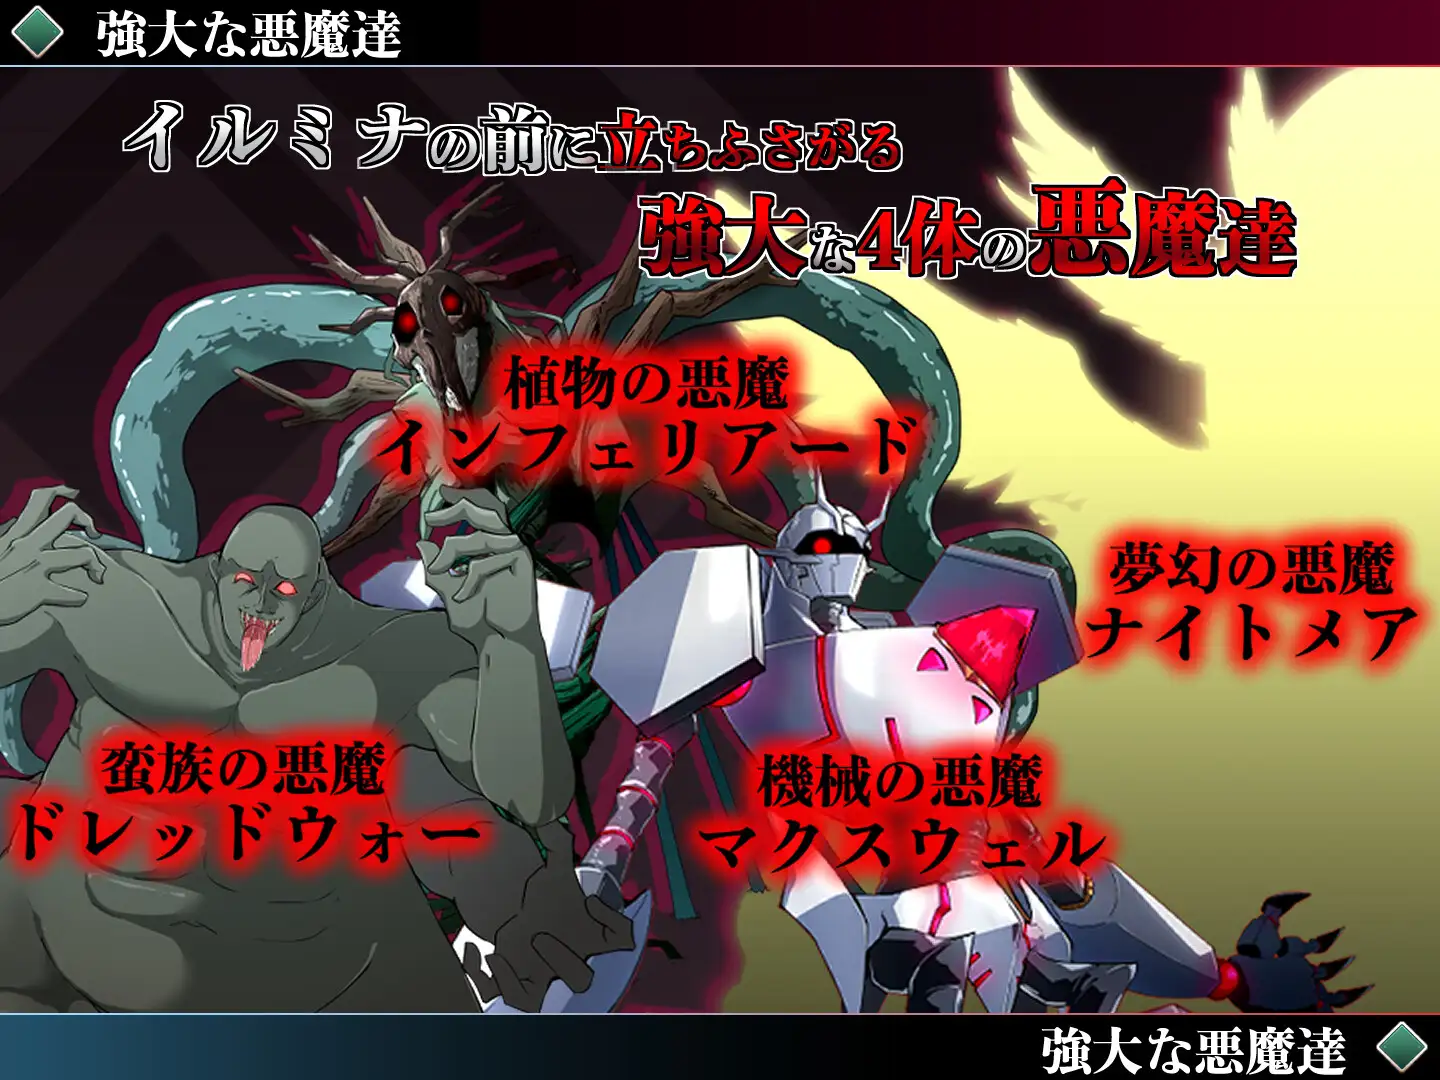 強大な悪魔達
イルミナの前に立ちふさがる
強大な4体の悪魔達
植物の悪魔
インフェリアード
夢幻の悪魔
ナイトメア
蛮族の悪魔
ドレッドウォー
機械の悪魔
マクスウェル
強大な悪魔達